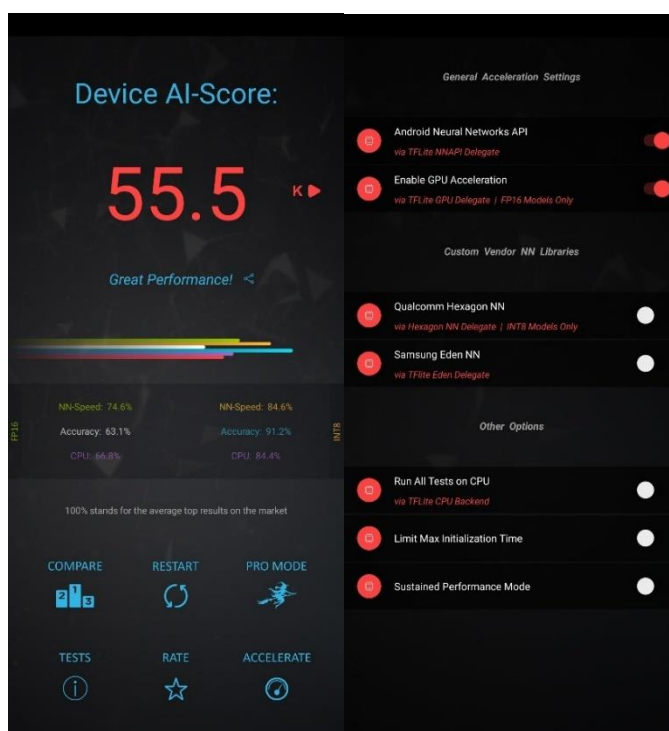 Device AI-Score:
55.5 K
Great Performance!
FP16
NN-Speed: 74.6%
Accuracy: 63.1%
CPU: 66.8%
NN-Speed: 84.6%
Accuracy: 91.2%
CPU: 84.4%
INT8
100% stands for the average top results on the market
COMPARE RESTART PRO MODE
2 1 3
TESTS RATE ACCELERATE
General Acceleration Settings
Android Neural Networks API
via TFLite NNAPI Delegate
Enable GPU Acceleration
via TFLite GPU Delegate | FP16 Models Only
Custom Vendor NN Libraries
Qualcomm Hexagon NN
via Hexagon NN Delegate | INT8 Models Only
Samsung Eden NN
via TFlite Eden Delegate
Other Options
Run All Tests on CPU
via TFLite CPU Backend
Limit Max Initialization Time
Sustained Performance Mode